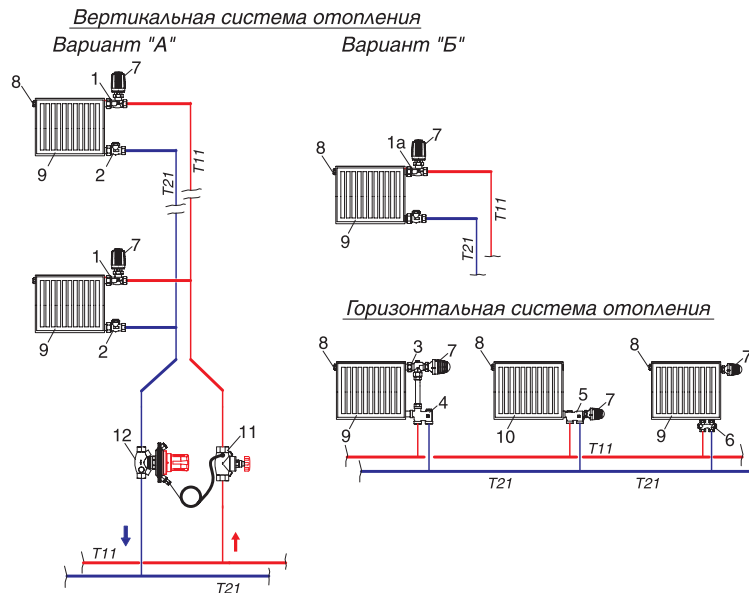 Вертикальная система отопления
Вариант "А"
Вариант "Б"
7
1
8
9
2
T21
T11
7
1
9
2
12
11
T11
T21
7
1а
8
9
T21
T11
Горизонтальная система отопления
8
3
7
4
9
8
5
7
10
8
7
6
9
T11
T21
T21